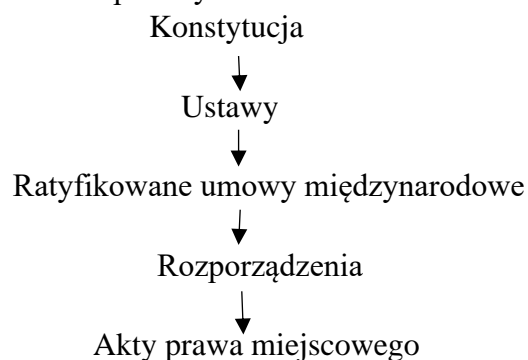 Konstytucja
Ustawy
Ratyfikowane umowy międzynarodowe
Rozporządzenia
Akty prawa miejscowego